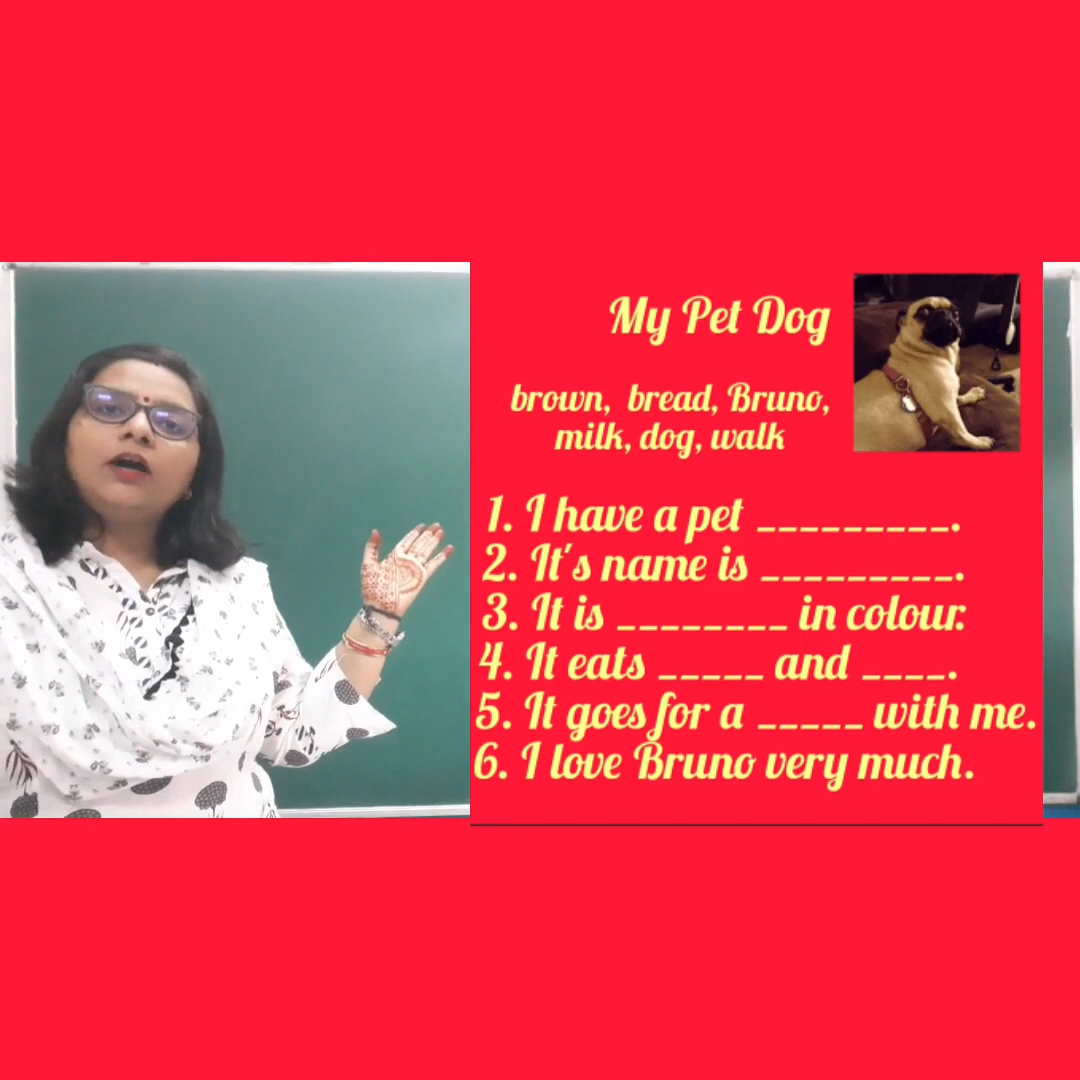 My Pet Dog
brown, bread, Bruno,
milk, dog, walk
1. I have a pet _________.
2. It's name is _________.
3. It is ________ in colour.
4. It eats _____ and ____.
5. It goes for a _____ with me.
6. I love Bruno very much.